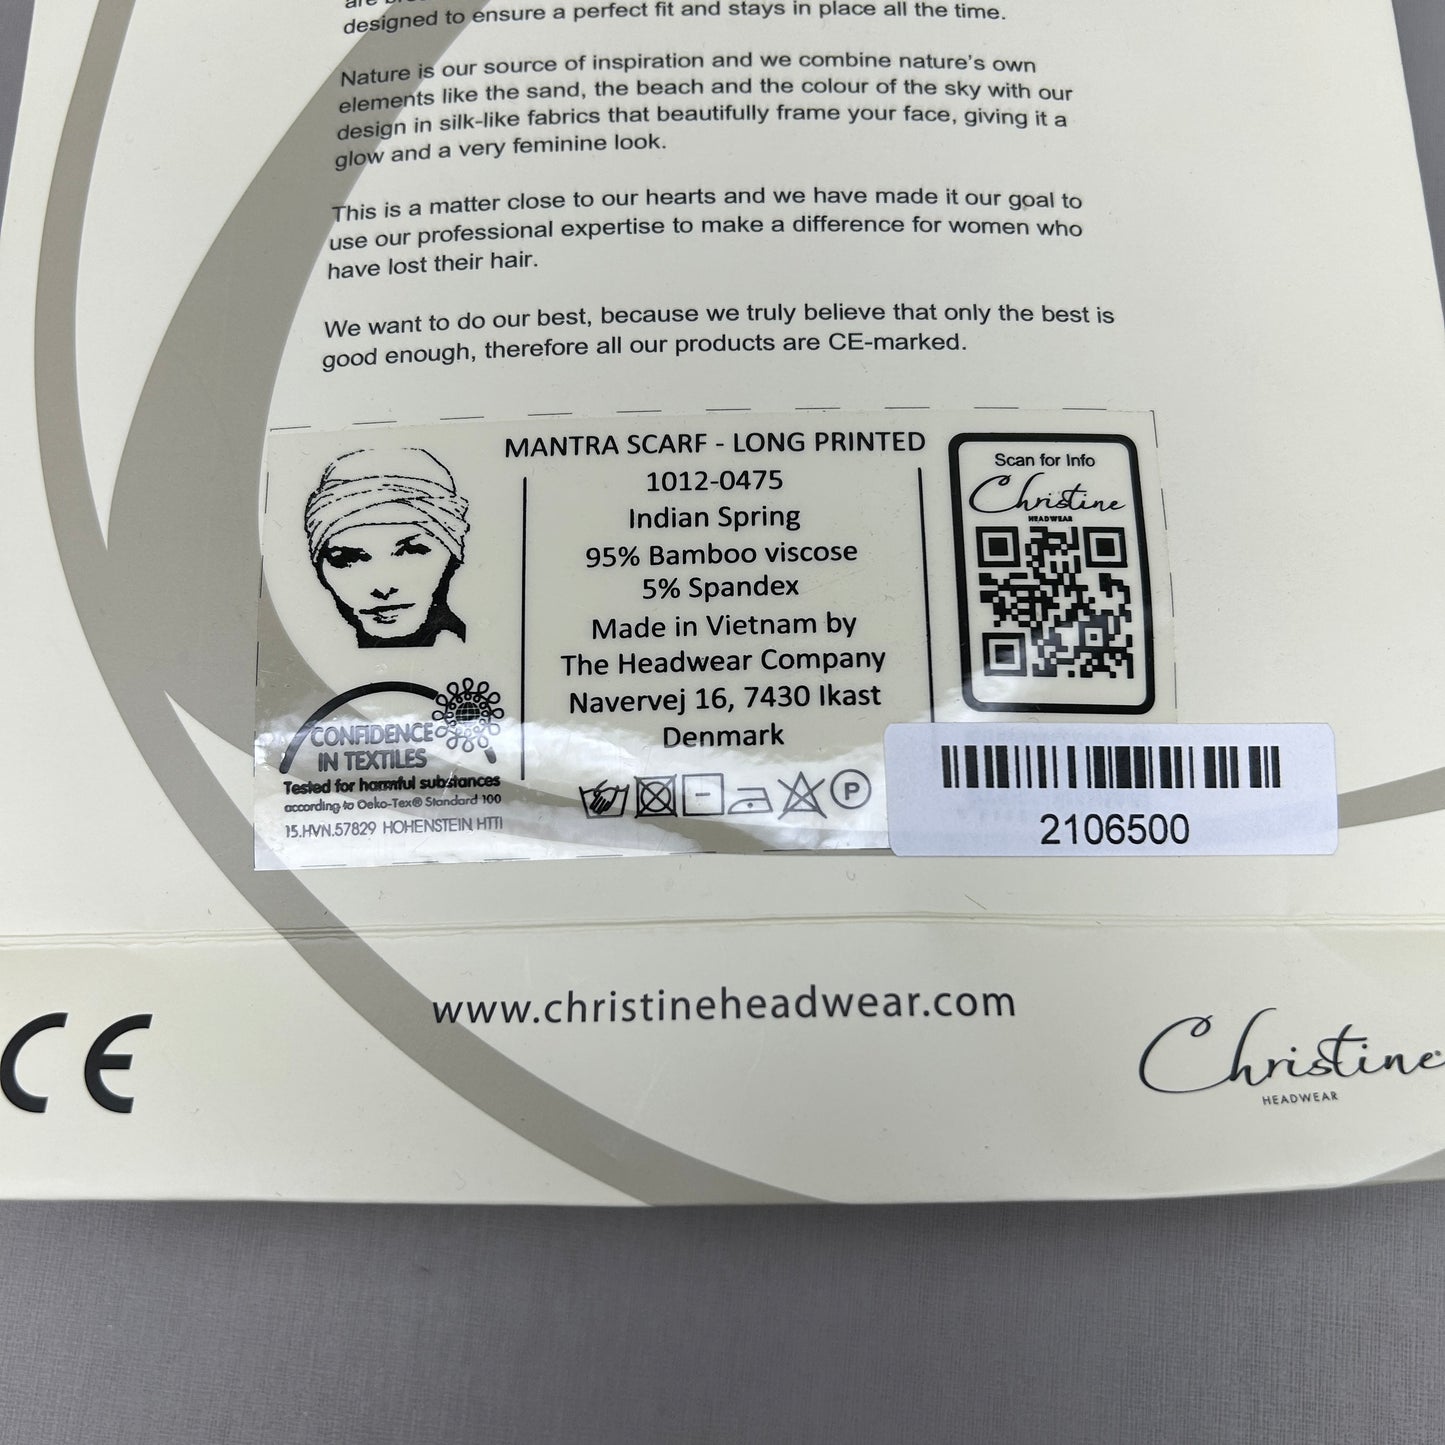 designed to ensure a perfect fit and stays in place all the time.
Nature is our source of inspiration and we combine nature's own
elements like the sand, the beach and the colour of the sky with our
design in silk-like fabrics that beautifully frame your face, giving it a
glow and a very feminine look.
This is a matter close to our hearts and we have made it our goal to
use our professional expertise to make a difference for women who
have lost their hair.
We want to do our best, because we truly believe that only the best is
good enough, therefore all our products are CE-marked.
MANTRA SCARF - LONG PRINTED
1012-0475
Indian Spring
95% Bamboo viscose
5% Spandex
Made in Vietnam by
The Headwear Company
Navervej 16, 7430 Ikast
Denmark
P
CONFIDENCE
IN TEXTILES
Tested for harmful substances
according to Oeko-Tex® Standard 100
15.HVN.57829 HOHENSTEIN HTTI
Scan for Info
Christine
HEADWEAR
2106500
www.christineheadwear.com
CE
Christine
HEADWEAR